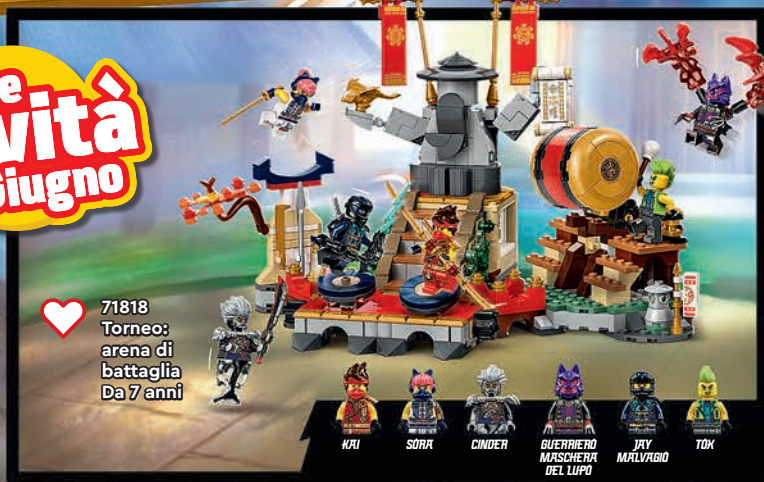 e
vità
Giugno
71818
Torneo:
arena di
battaglia
Da 7 anni
KAI
SORA
CINDER
GUERRIERO
MASCHERA
DEL LUPO
JAY
MALVAGIO
TOK